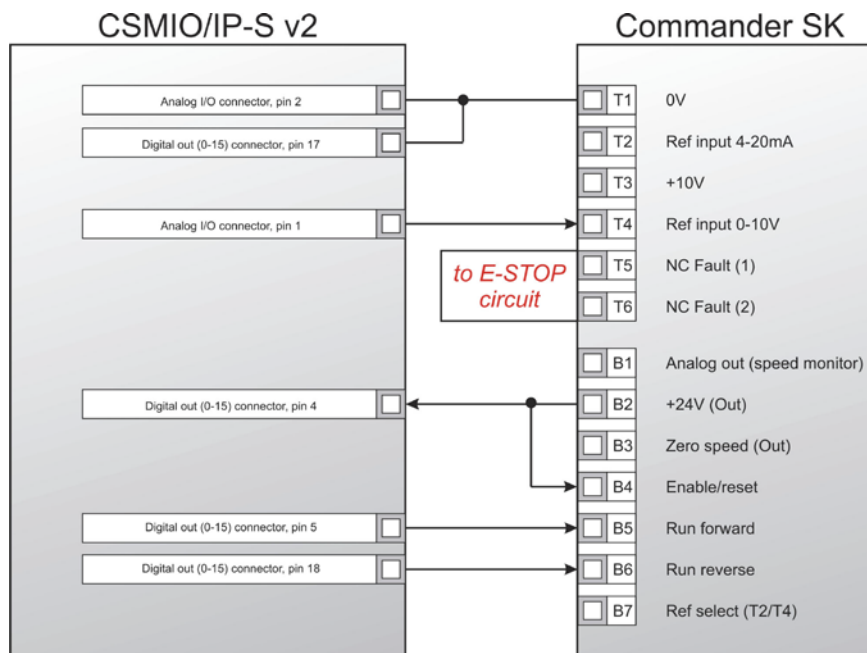 CSMIO/IP-S v2
Commander SK
Analog I/O connector, pin 2
T1 0V
Digital out (0-15) connector, pin 17
T2 Ref input 4-20mA
T3 +10V
Analog I/O connector, pin 1
T4 Ref input 0-10V
to E-STOP
circuit
T5 NC Fault (1)
T6 NC Fault (2)
B1 Analog out (speed monitor)
Digital out (0-15) connector, pin 4
B2 +24V (Out)
B3 Zero speed (Out)
B4 Enable/reset
Digital out (0-15) connector, pin 5
B5 Run forward
Digital out (0-15) connector, pin 18
B6 Run reverse
B7 Ref select (T2/T4)